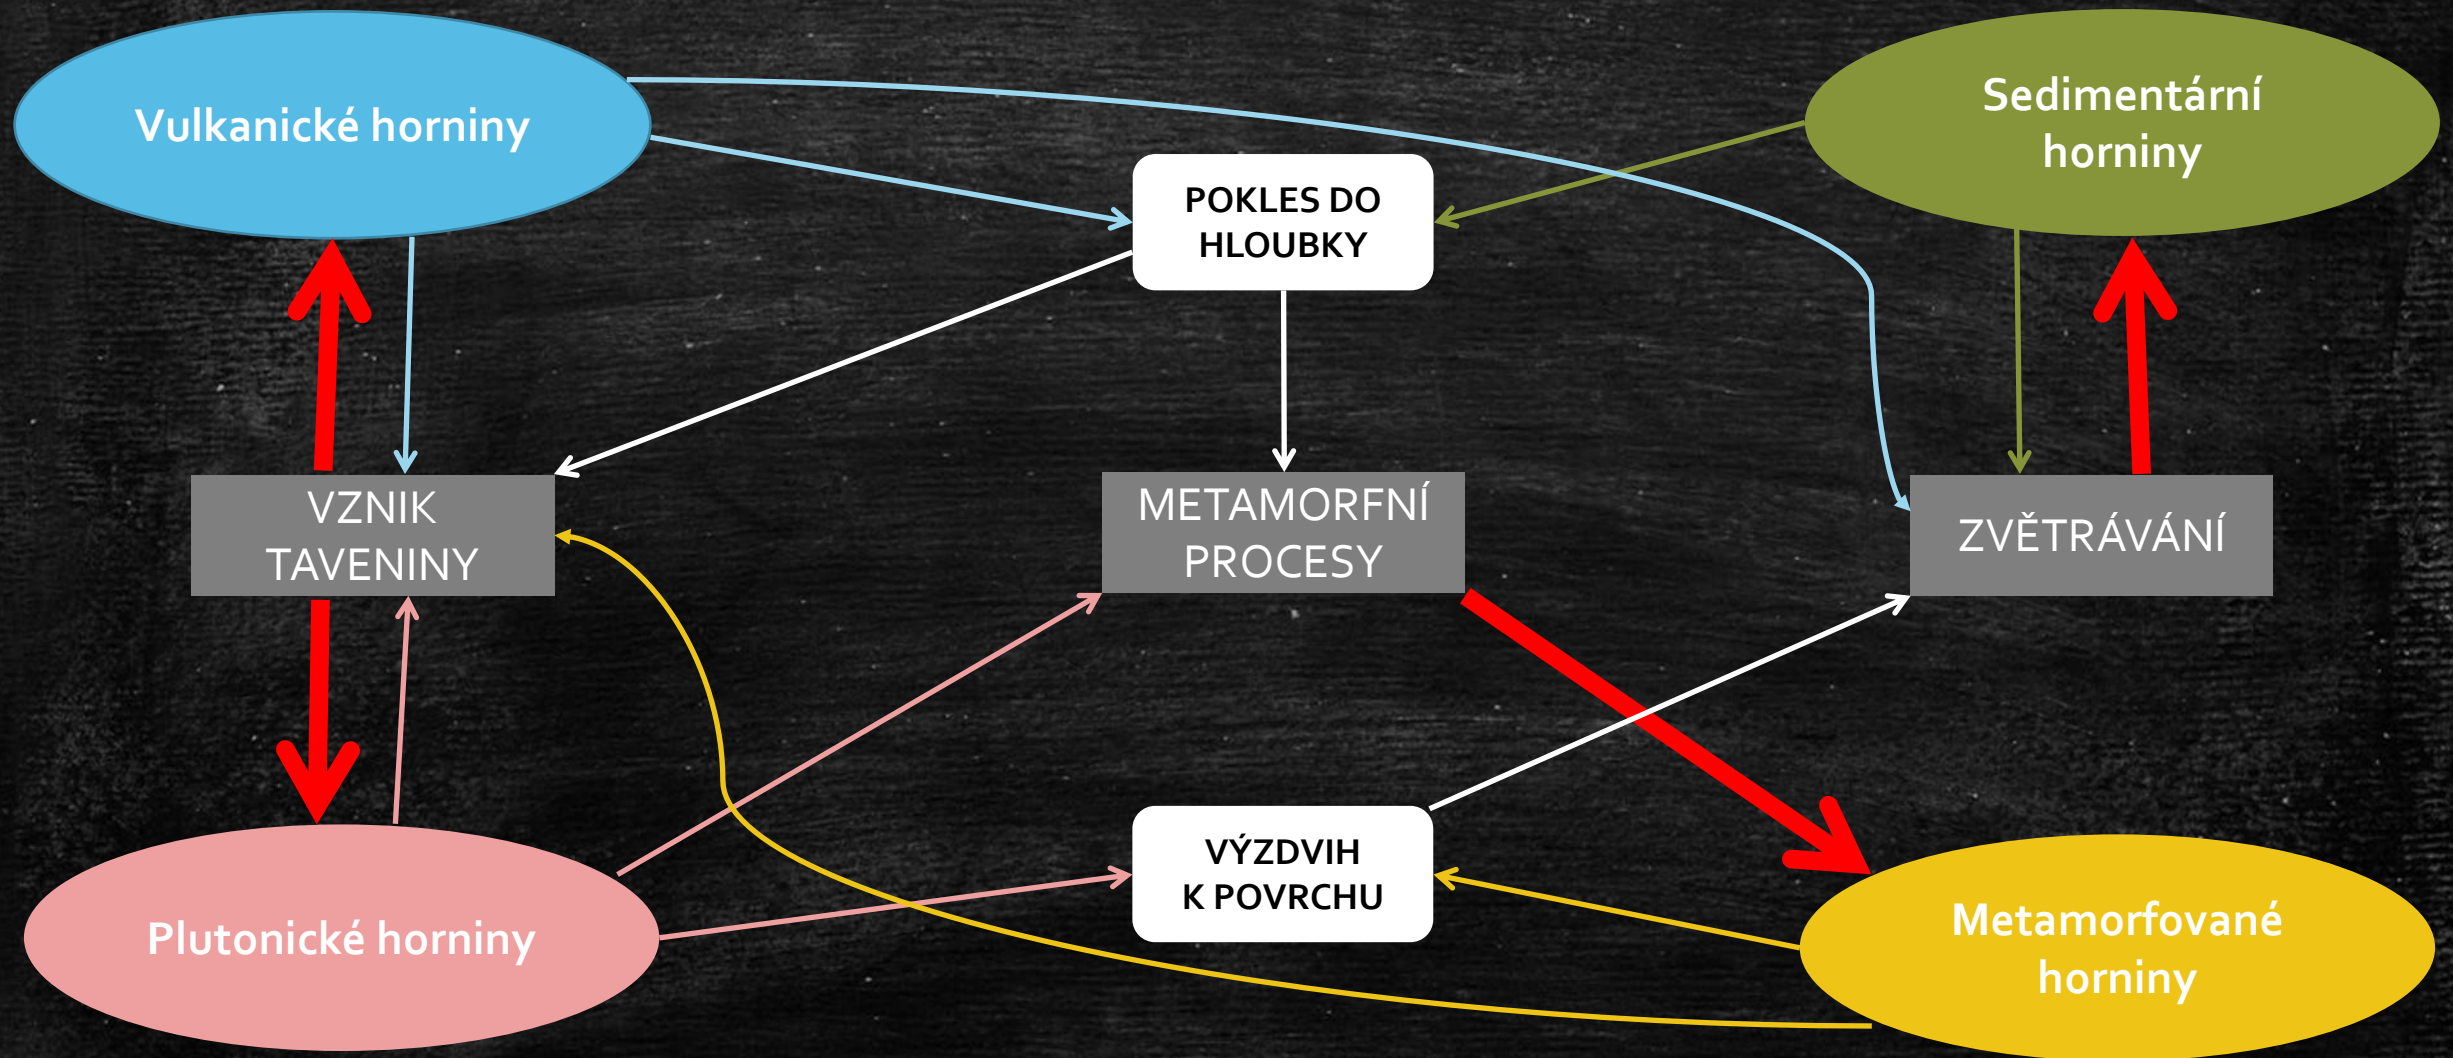 Vulkanické horniny
Sedimentární
horniny
POKLES DO
HLOUBKY
VZNIK
TAVENINY
METAMORFNÍ
PROCESY
ZVĚTRÁVÁNÍ
Plutonické horniny
VÝZDVIH
K POVRCHU
Metamorfované
horniny